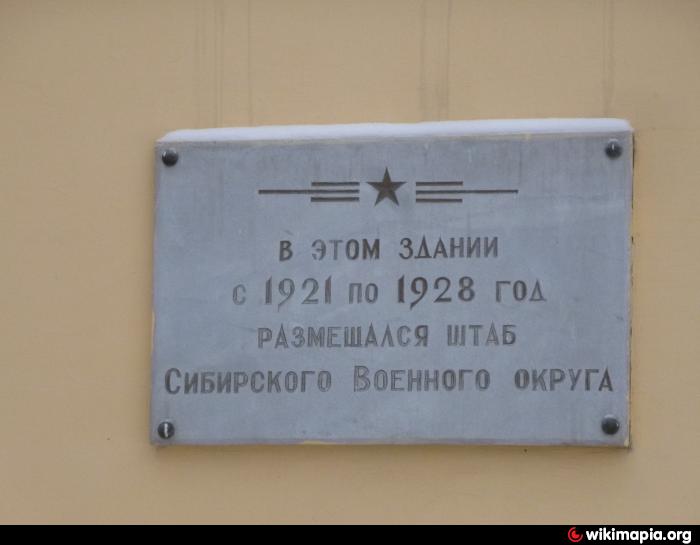 В ЭТОМ ЗДАНИИ
С 1921 ПО 1928 ГОД
РАЗМЕЩАЛСЯ ШТАБ
СИБИРСКОГО ВОЕННОГО ОКРУГА
wikimapia.org